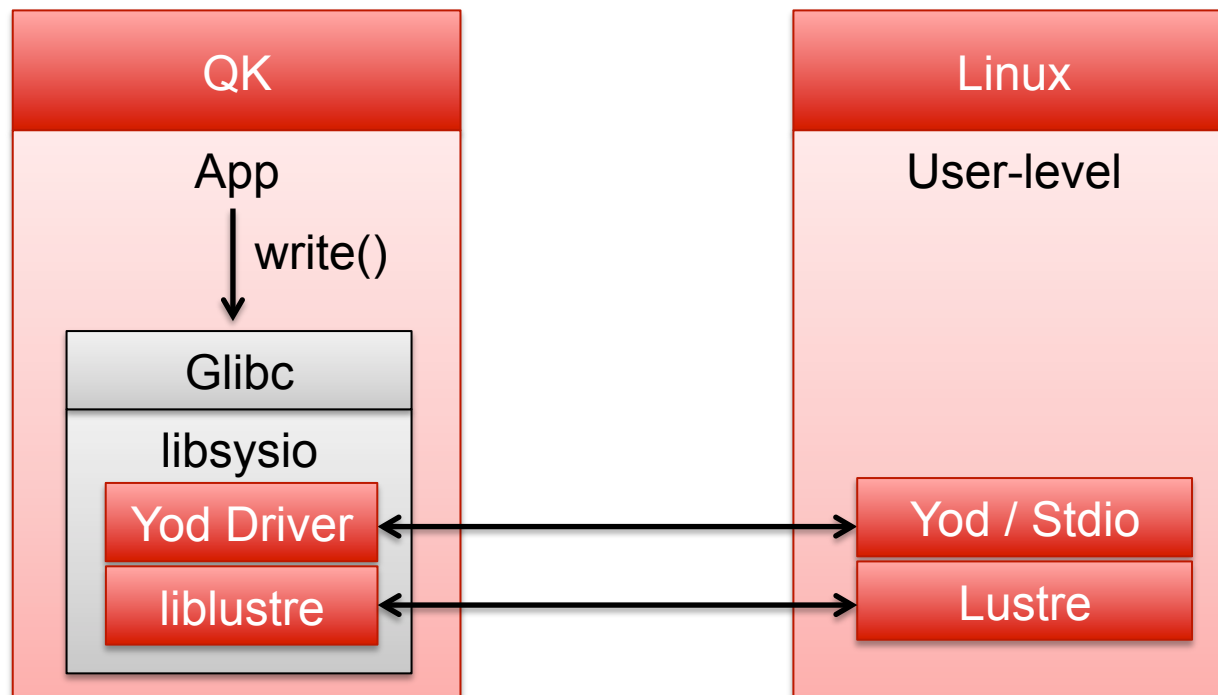 QK
App
write()
Glibc
libsysio
Yod Driver
liblustre
Linux
User-level
Yod / Stdio
Lustre